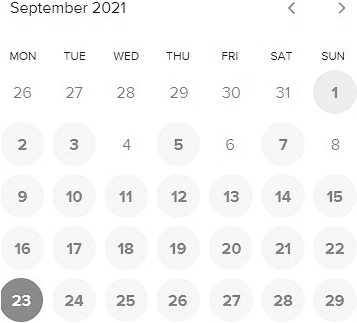 September 2021
MON TUE WED THU FRI SAT SUN
26 27 28 29 30 31 1
2 3 4 5 6 7 8
9 10 11 12 13 14 15
16 17 18 19 20 21 22
23 24 25 26 27 28 29